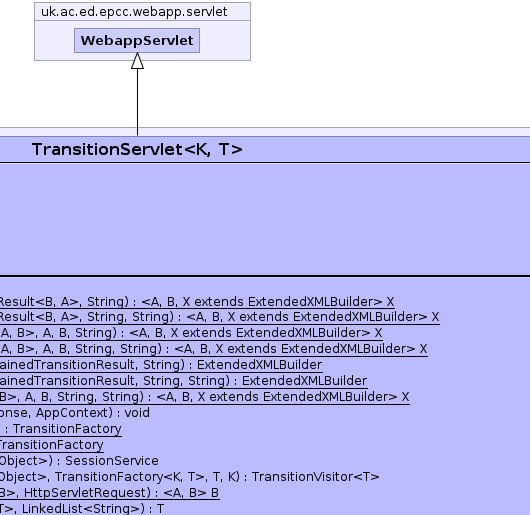 uk.ac.ed.epcc.webapp.servlet
WebappServlet
TransitionServlet<K, T>
Result<B, A>, String) : <A, B, X extends ExtendedXMLBuilder> X
Result<B, A>, String, String) : <A, B, X extends ExtendedXMLBuilder> X
A, B>, A, B, String) : <A, B, X extends ExtendedXMLBuilder> X
A, B>, A, B, String, String) : <A, B, X extends ExtendedXMLBuilder> X
ainedTransitionResult, String) : ExtendedXMLBuilder
ainedTransitionResult, String, String) : ExtendedXMLBuilder
B>, A, B, String, String) : <A, B, X extends ExtendedXMLBuilder> X
onse, AppContext) : void
) : TransitionFactory
TransitionFactory
Object>) : SessionService
Object>, TransitionFactory<K, T>, T, K) : TransitionVisitor<T>
B>, HttpServletRequest) : <A, B> B
T>, LinkedList<String>) : T